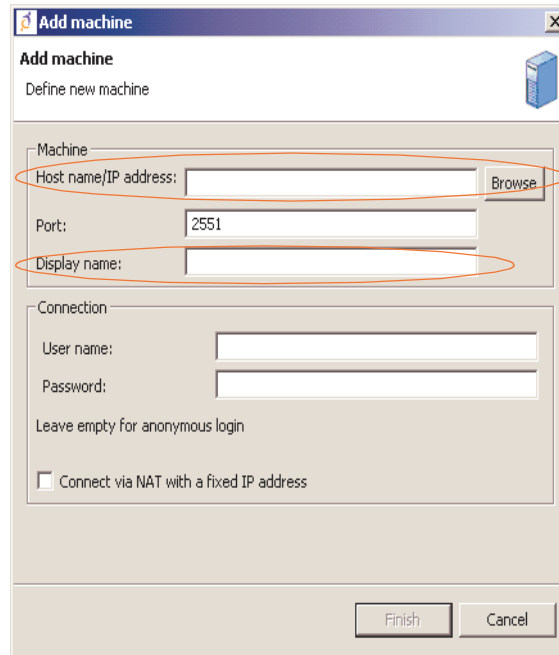 Add machine
Add machine
Define new machine
Machine
Host name/IP address:
Browse
Port: 2551
Display name:
Connection
User name:
Password:
Leave empty for anonymous login
Connect via NAT with a fixed IP address
Finish Cancel